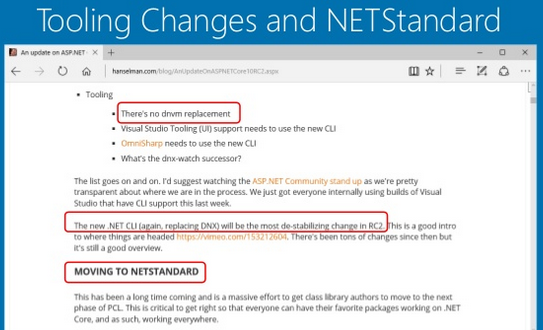 Tooling Changes and NETStandard
An update on ASP.NET
hanselman.com/blog/AnUpdateOnASPNETCore10RC2.aspx
Tooling
There's no dnvm replacement
Visual Studio Tooling (UI) support needs to use the new CLI
OmniSharp needs to use the new CLI
What's the dnx-watch successor?
The list goes on and on. I'd suggest watching the ASP.NET Community stand up as we're pretty
transparent about where we are in the process. We just got everyone internally using builds of Visual
Studio that have CLI support this week.
The new .NET CLI (again, replacing DNX) will be the most de-stabilizing change in RC2. This is a good intro
to where things are headed https://vimeo.com/153212604. There's been tons of changes since then but
it's still a good overview.
MOVING TO NETSTANDARD
This has been a long time coming and is a massive effort to get class library authors to move to the next
phase of PCL. This is critical to get right so that everyone can have their favorite packages working on .NET
Core, and as such, working everywhere.